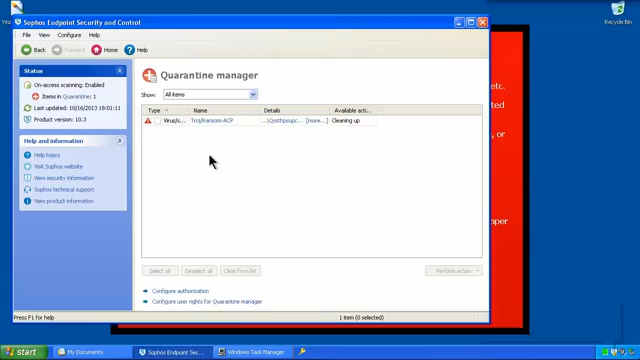 Sophos Endpoint Security and Control
File View Configure Help
Back Forward Home Help
Status
On-access scanning: Enabled
Items in Quarantine: 1
Last updated: 10/16/2013 18:01:11
Product version: 10.3
Help and information
Help topics
Visit Sophos website
View security information
Sophos technical support
View product information
Quarantine manager
Show: All items
Type Name Details Available acti...
Virus/s... Troj/Ransom-ACP ...\Qssthpsupc... [more...] Cleaning up
Select all Deselect all Clear from list Perform action
Configure authorization
Configure user rights for Quarantine manager
Press F1 for help 1 item (0 selected)
etc.
or
Recycle Bin
start My Documents Sophos Endpoint Sec... Windows Task Manager